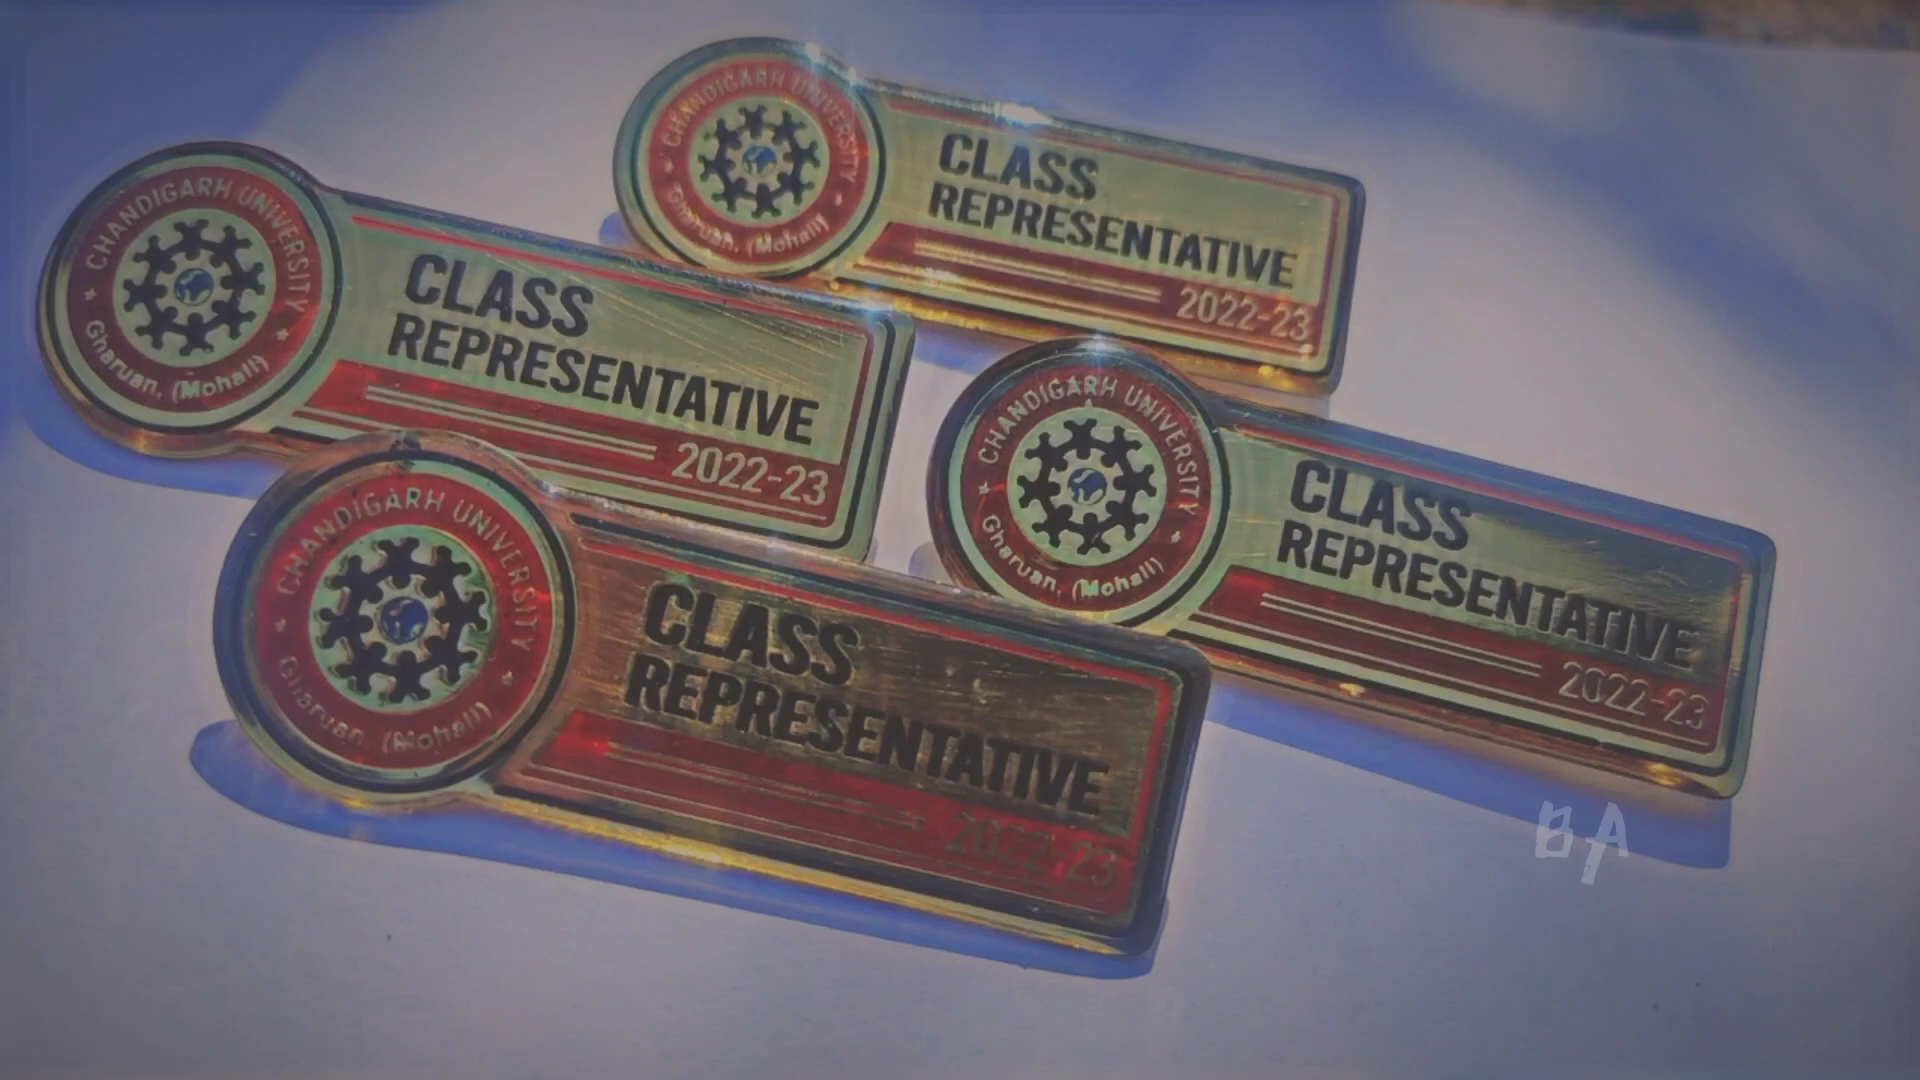 CHANDIGARH UNIVERSITY
Gharuan, (Mohali)
CLASS
REPRESENTATIVE
2022-23
CHANDIGARH UNIVERSITY
Gharuan, (Mohali)
CLASS
REPRESENTATIVE
2022-23
CHANDIGARH UNIVERSITY
Gharuan, (Mohali)
CLASS
REPRESENTATIVE
2022-23
CHANDIGARH UNIVERSITY
Gharuan, (Mohali)
CLASS
REPRESENTATIVE
2022-23
BA